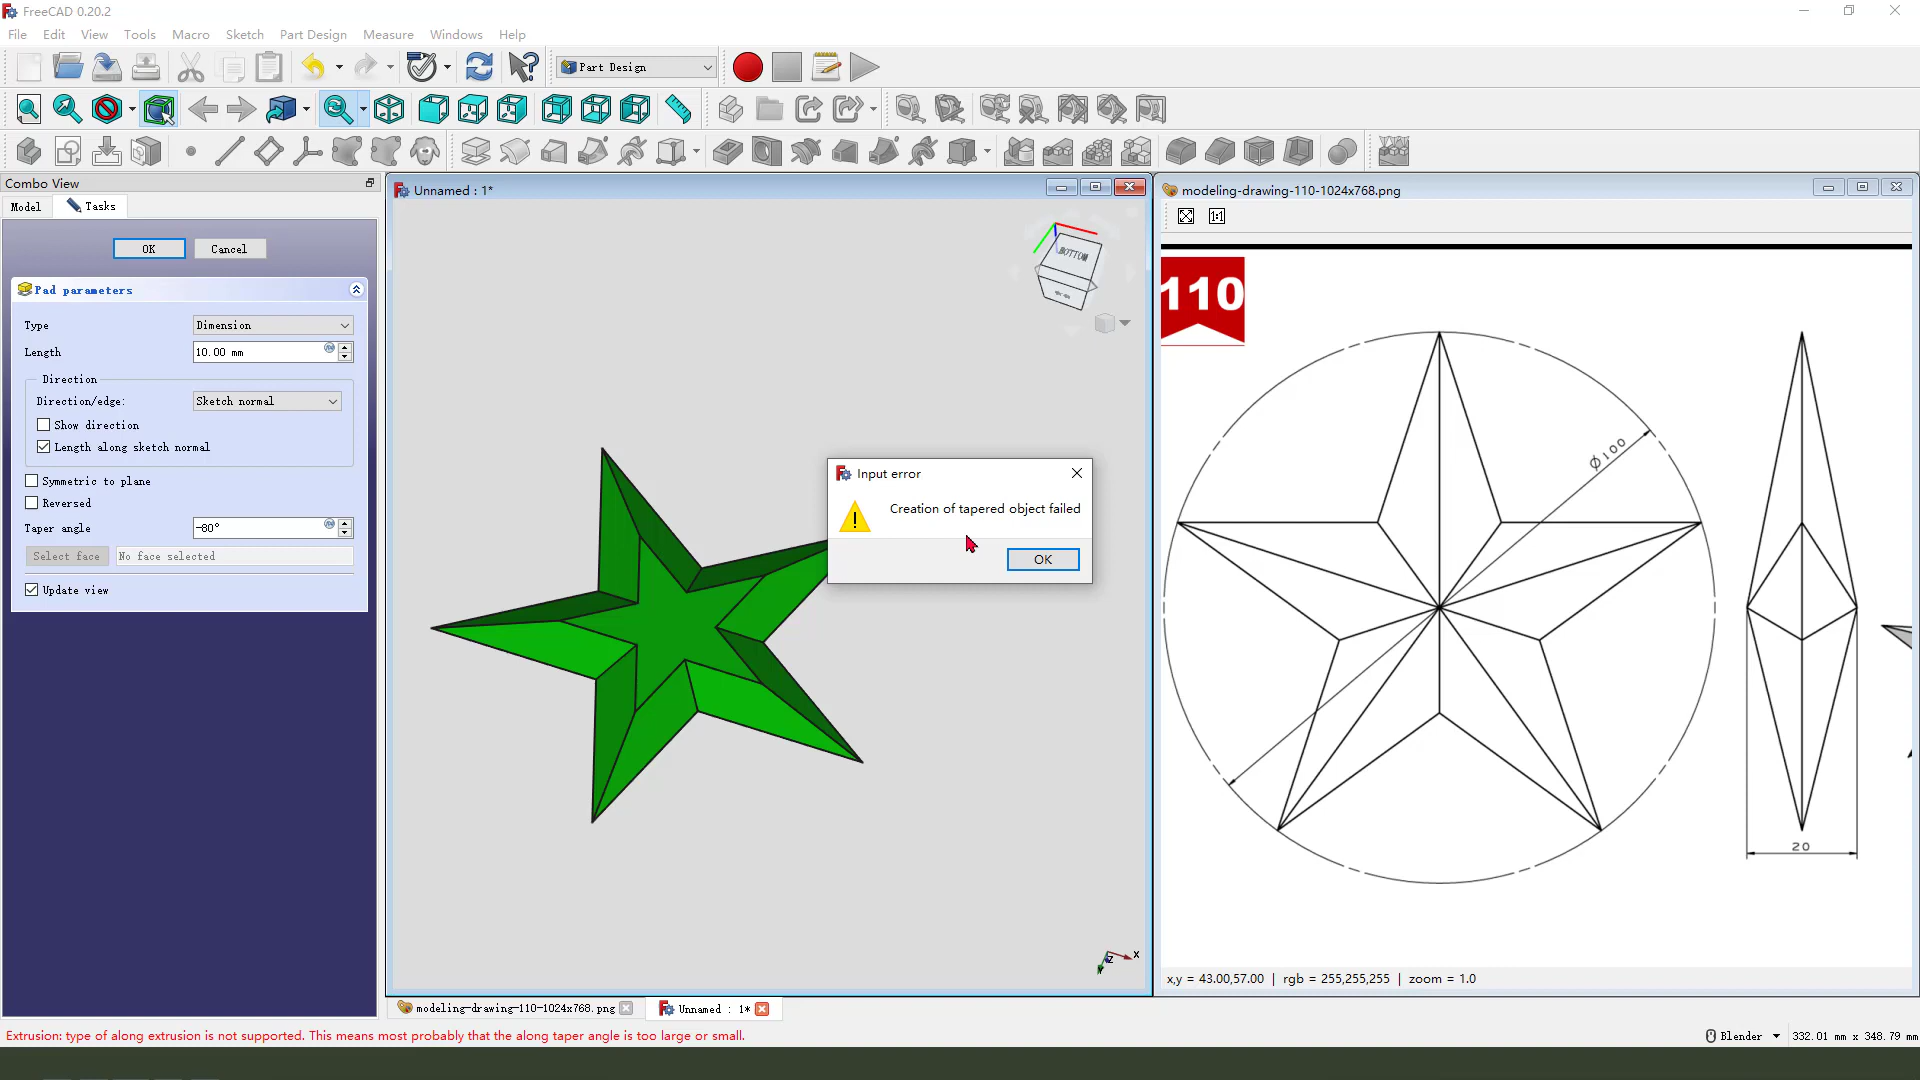 FreeCAD 0.20.2
File Edit View Tools Macro Sketch Part Design Measure Windows Help
Part Design
Combo View
Model Tasks
OK Cancel
Pad parameters
Type Dimension
Length 10.00 mm
Direction
Direction/edge: Sketch normal
Show direction
Length along sketch normal
Symmetric to plane
Reversed
Taper angle -80°
Select face No face selected
Update view
Unnamed : 1*
BOTTOM
Input error
Creation of tapered object failed
OK
X
Y
Z
modeling-drawing-110-1024x768.png
1:1
110
Ø100
20
x,y = 43.00,57.00 | rgb = 255,255,255 | zoom = 1.0
modeling-drawing-110-1024x768.png Unnamed : 1*
Extrusion: type of along extrusion is not supported. This means most probably that the along taper angle is too large or small.
Blender 332.01 mm x 348.79 mm